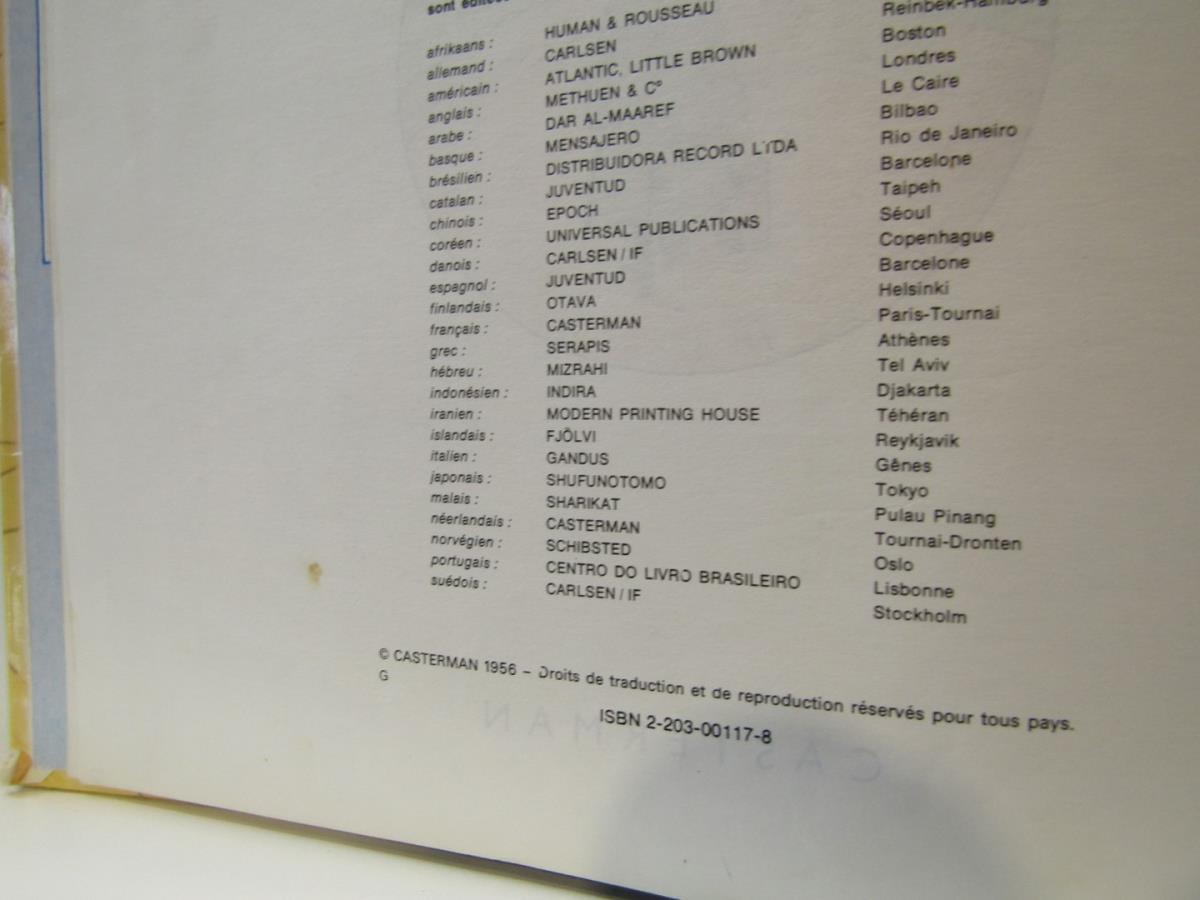 sont éditées
afrikaans : HUMAN & ROUSSEAU
allemand : CARLSEN Reinbek-Hamburg
américain : ATLANTIC, LITTLE BROWN Boston
anglais : METHUEN & C° Londres
arabe : DAR AL-MAAREF Le Caire
basque : MENSAJERO Bilbao
brésilien : DISTRIBUIDORA RECORD LTDA Rio de Janeiro
catalan : JUVENTUD Barcelone
chinois : EPOCH Taipeh
coréen : UNIVERSAL PUBLICATIONS Séoul
danois : CARLSEN / IF Copenhague
espagnol : JUVENTUD Barcelone
finlandais : OTAVA Helsinki
français : CASTERMAN Paris-Tournai
grec : SERAPIS Athènes
hébreu : MIZRAHI Tel Aviv
indonésien : INDIRA Djakarta
iranien : MODERN PRINTING HOUSE Téhéran
islandais : FJÖLVI Reykjavik
italien : GANDUS Gênes
japonais : SHUFUNOTOMO Tokyo
malais : SHARIKAT Pulau Pinang
néerlandais : CASTERMAN Tournai-Dronten
norvégien : SCHIBSTED Oslo
portugais : CENTRO DO LIVRO BRASILEIRO Lisbonne
suédois : CARLSEN / IF Stockholm
© CASTERMAN 1956 – Droits de traduction et de reproduction réservés pour tous pays.
G
ISBN 2-203-00117-8
CASTERMAN